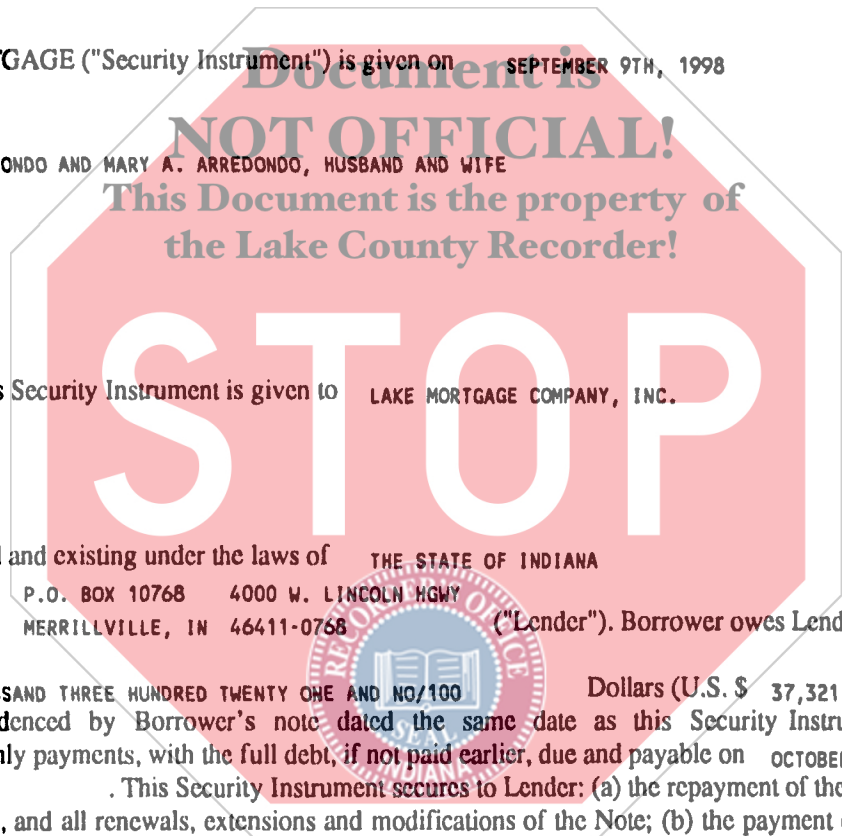 GAGE ("Security Instrument") is given on SEPTEMBER 9TH, 1998
Document is
NOT OFFICIAL!
ONDO AND MARY A. ARREDONDO, HUSBAND AND WIFE
This Document is the property of
the Lake County Recorder!
STOP
s Security Instrument is given to LAKE MORTGAGE COMPANY, INC.
and existing under the laws of THE STATE OF INDIANA
P.O. BOX 10768 4000 W. LINCOLN HGWY
MERRILLVILLE, IN 46411-0768 ("Lender"). Borrower owes Lend
RECORDER'S OFFICE
SEAL
INDIANA
SAND THREE HUNDRED TWENTY ONE AND NO/100 Dollars (U.S. $ 37,321
denced by Borrower's note dated the same date as this Security Instru
ly payments, with the full debt, if not paid earlier, due and payable on OCTOBE
. This Security Instrument secures to Lender: (a) the repayment of the
, and all renewals, extensions and modifications of the Note; (b) the payment